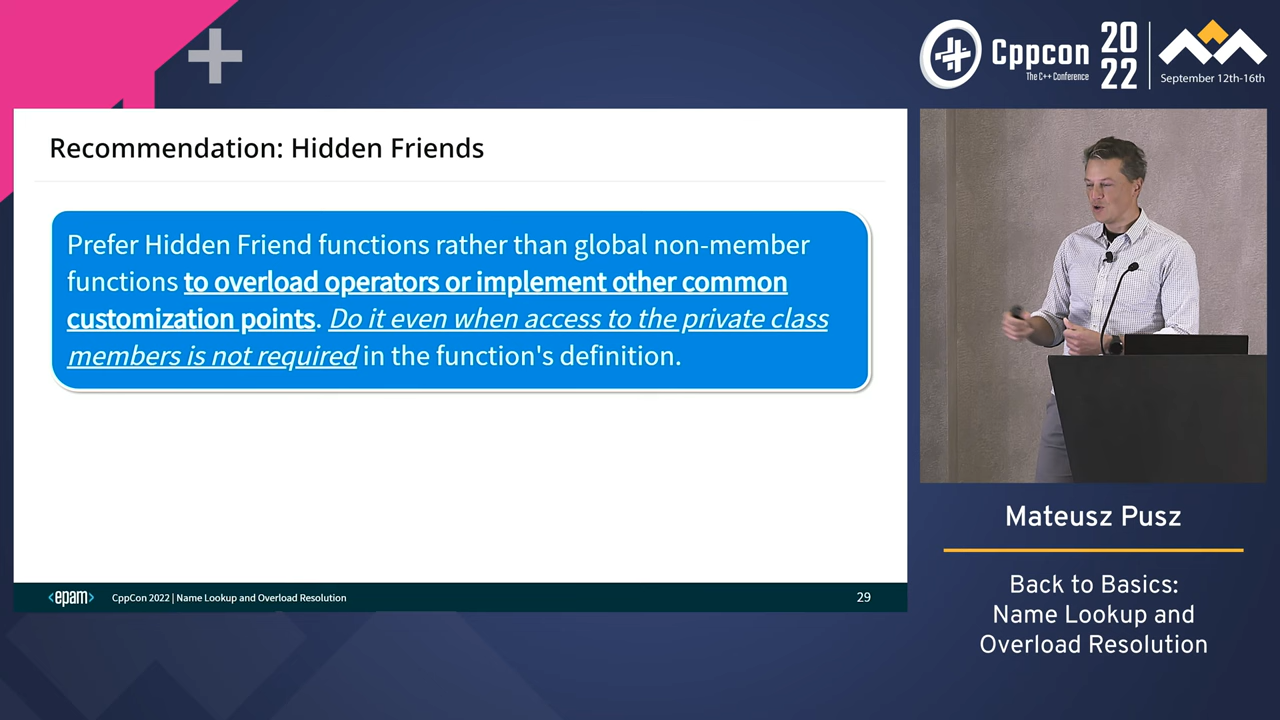 Cppcon
The C++ Conference
20
22
September 12th-16th
Recommendation: Hidden Friends
Prefer Hidden Friend functions rather than global non-member
functions to overload operators or implement other common
customization points. Do it even when access to the private class
members is not required in the function's definition.
<epam>
CppCon 2022 | Name Lookup and Overload Resolution
29
Mateusz Pusz
Back to Basics:
Name Lookup and
Overload Resolution